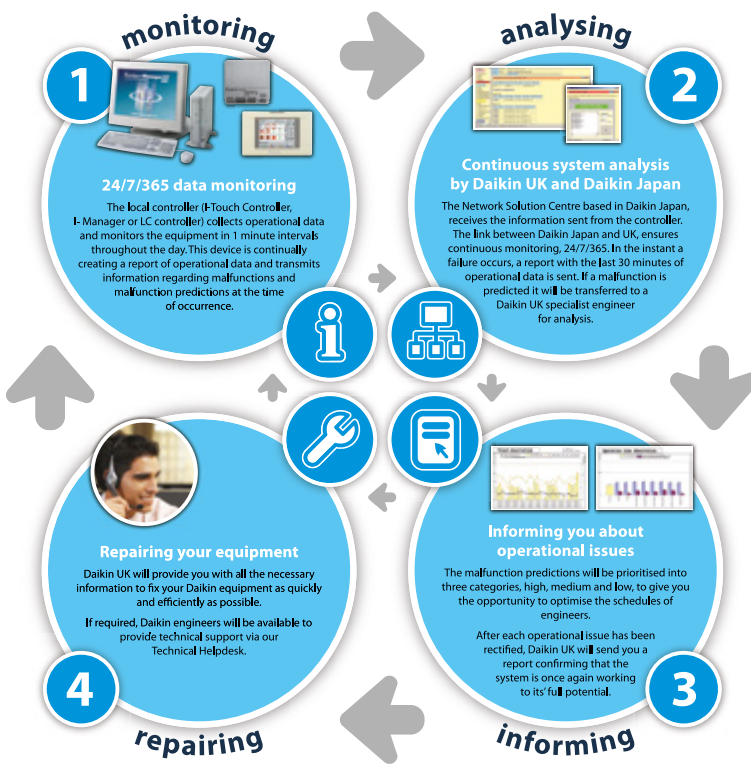 monitoring
1
24/7/365 data monitoring
The local controller (I-Touch Controller,
I- Manager or LC controller) collects operational data
and monitors the equipment in 1 minute intervals
throughout the day. This device is continually
creating a report of operational data and transmits
information regarding malfunctions and
malfunction predictions at the time
of occurrence.
analysing
2
Continuous system analysis
by Daikin UK and Daikin Japan
The Network Solution Centre based in Daikin Japan,
receives the information sent from the controller.
The link between Daikin Japan and UK, ensures
continuous monitoring, 24/7/365. In the instant a
failure occurs, a report with the last 30 minutes of
operational data is sent. If a malfunction is
predicted it will be transferred to a
Daikin UK specialist engineer
for analysis.
Informing you about
operational issues
The malfunction predictions will be prioritised into
three categories, high, medium and low, to give you
the opportunity to optimise the schedules of
engineers.
After each operational issue has been
rectified, Daikin UK will send you a
report confirming that the
system is once again working
to its' full potential.
3
informing
Repairing your equipment
Daikin UK will provide you with all the necessary
information to fix your Daikin equipment as quickly
and efficiently as possible.
If required, Daikin engineers will be available to
provide technical support via our
Technical Helpdesk.
4
repairing